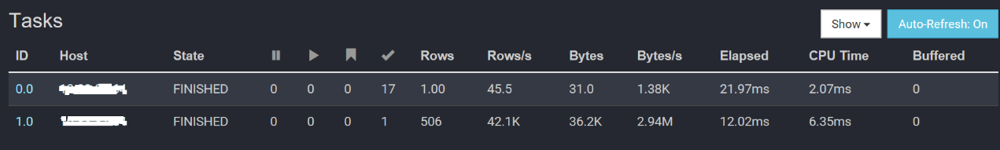 Tasks
Show Auto-Refresh: On
ID Host State Rows Rows/s Bytes Bytes/s Elapsed CPU Time Buffered
0.0 FINISHED 0 0 0 17 1.00 45.5 31.0 1.38K 21.97ms 2.07ms 0
1.0 FINISHED 0 0 0 1 506 42.1K 36.2K 2.94M 12.02ms 6.35ms 0